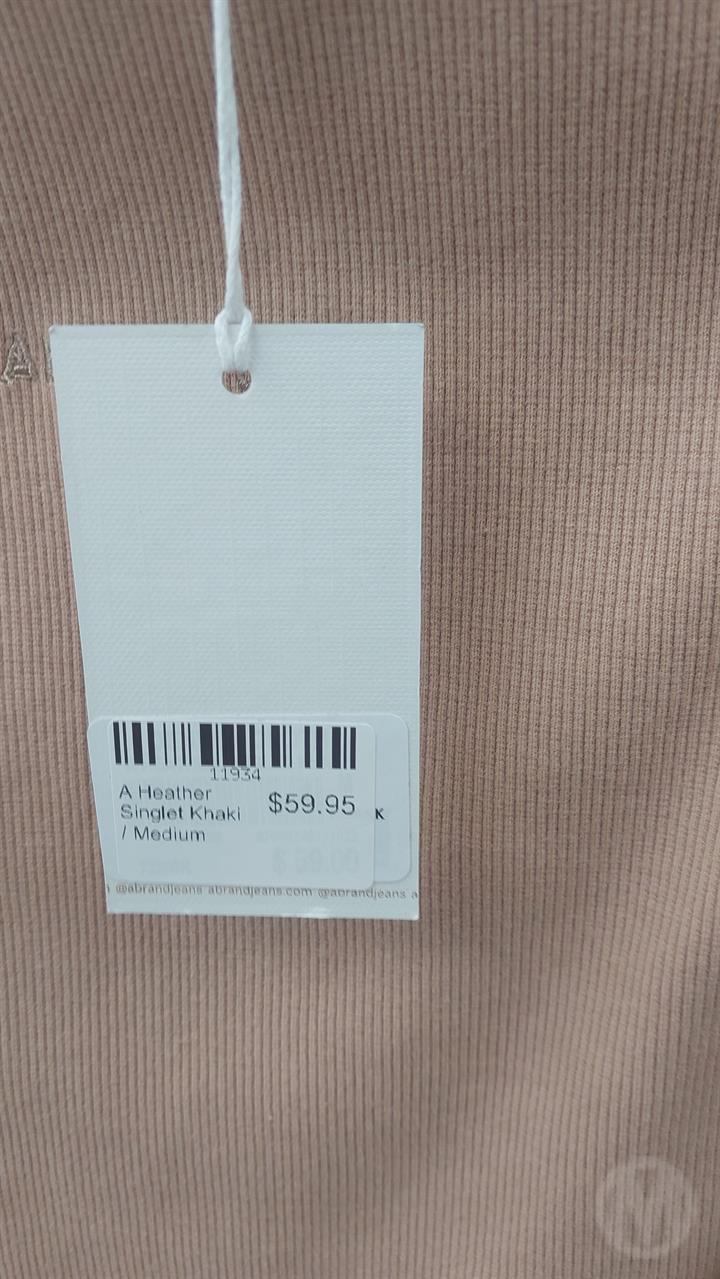 A
11934
A Heather
Singlet Khaki
/ Medium
$59.95
K
@abrandjeans abrandjeans.com @abrandjeans a
M